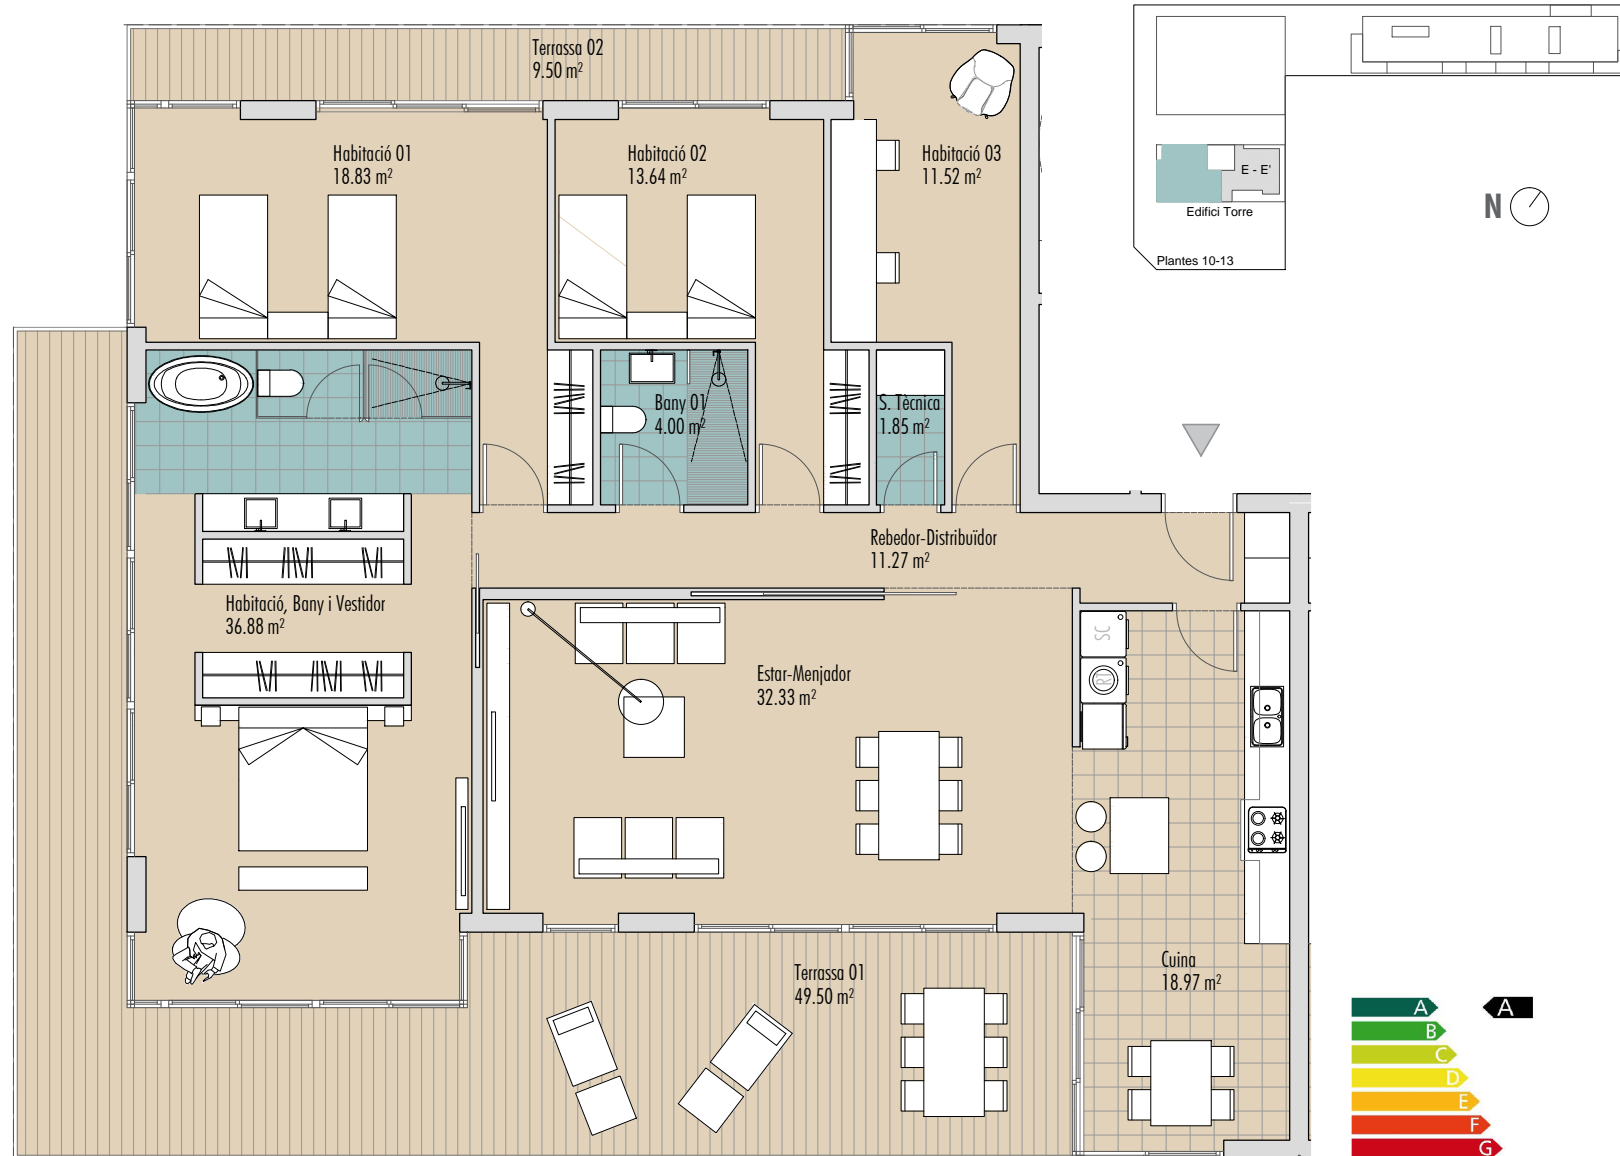 Terrassa 02
9.50 m²
Habitació 01
18.83 m²
Habitació 02
13.64 m²
Habitació 03
11.52 m²
E - E'
Edifici Torre
Plantes 10-13
N
Bany 01
4.00 m²
S. Tècnica
1.85 m²
Rebedor-Distribuïdor
11.27 m²
Habitació, Bany i Vestidor
36.88 m²
SC
RT
Estar-Menjador
32.33 m²
Terrassa 01
49.50 m²
Cuina
18.97 m²
A
A
B
C
D
E
F
G